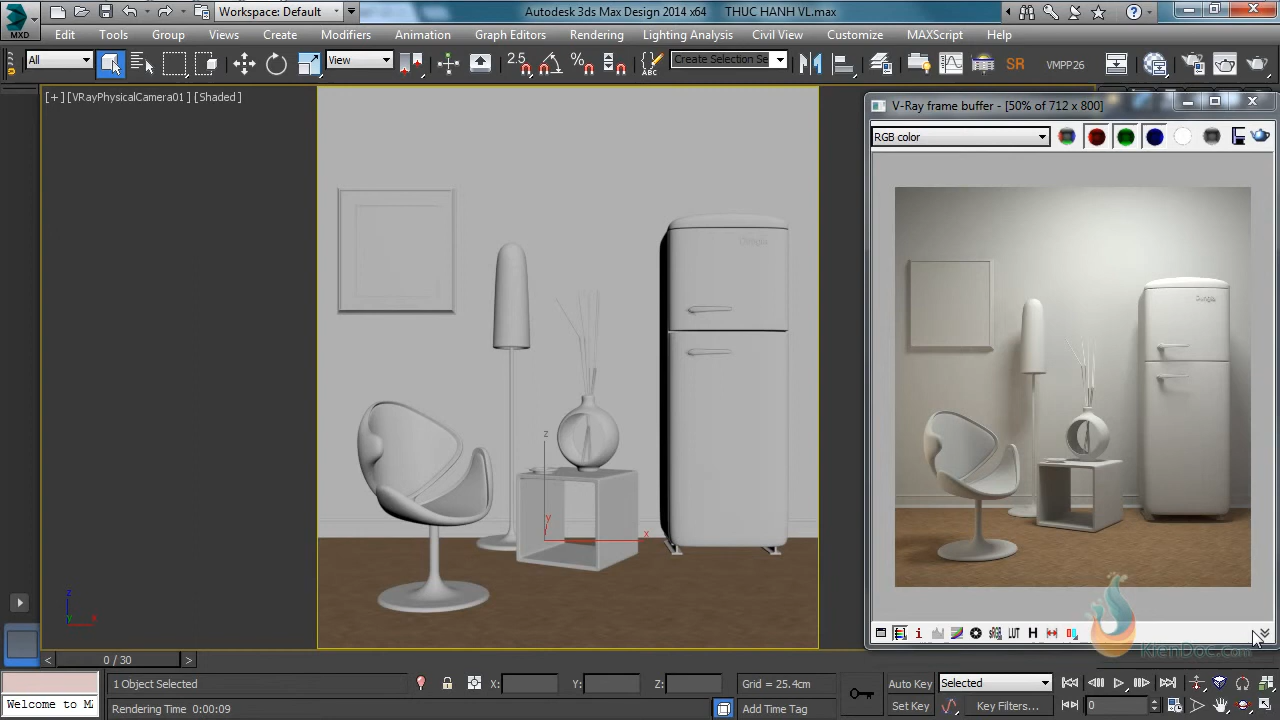 MXD
Workspace: Default
Autodesk 3ds Max Design 2014 x64 THUC HANH VL.max
Edit Tools Group Views Create Modifiers Animation Graph Editors Rendering Lighting Analysis Civil View Customize MAXScript Help
All
View
2.5
%
ABC
Create Selection Se
SR
VMPP26
[+] [VRayPhysicalCamera01] [Shaded]
V-Ray frame buffer - [50% of 712 x 800]
RGB color
z
y
x
z
y
x
i
sRGB
LUT
H
KienDoc.com
< 0 / 30 >
1 Object Selected
X:
Y:
Z:
Grid = 25.4cm
Auto Key
Selected
Welcome to M
Rendering Time 0:00:09
Add Time Tag
Set Key
Key Filters...
0